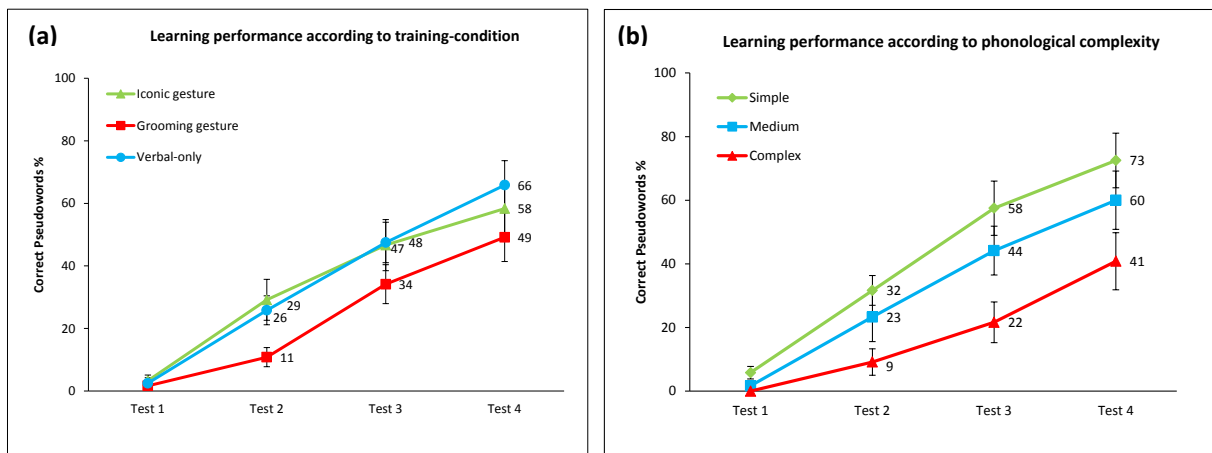 (a)
Learning performance according to training-condition
Correct Pseudowords %
100
80
60
40
20
0
Iconic gesture
Grooming gesture
Verbal-only
66
58
49
48
47
34
29
26
11
Test 1 Test 2 Test 3 Test 4
(b)
Learning performance according to phonological complexity
Correct Pseudowords %
100
80
60
40
20
0
Simple
Medium
Complex
73
60
58
44
41
32
23
22
9
Test 1 Test 2 Test 3 Test 4